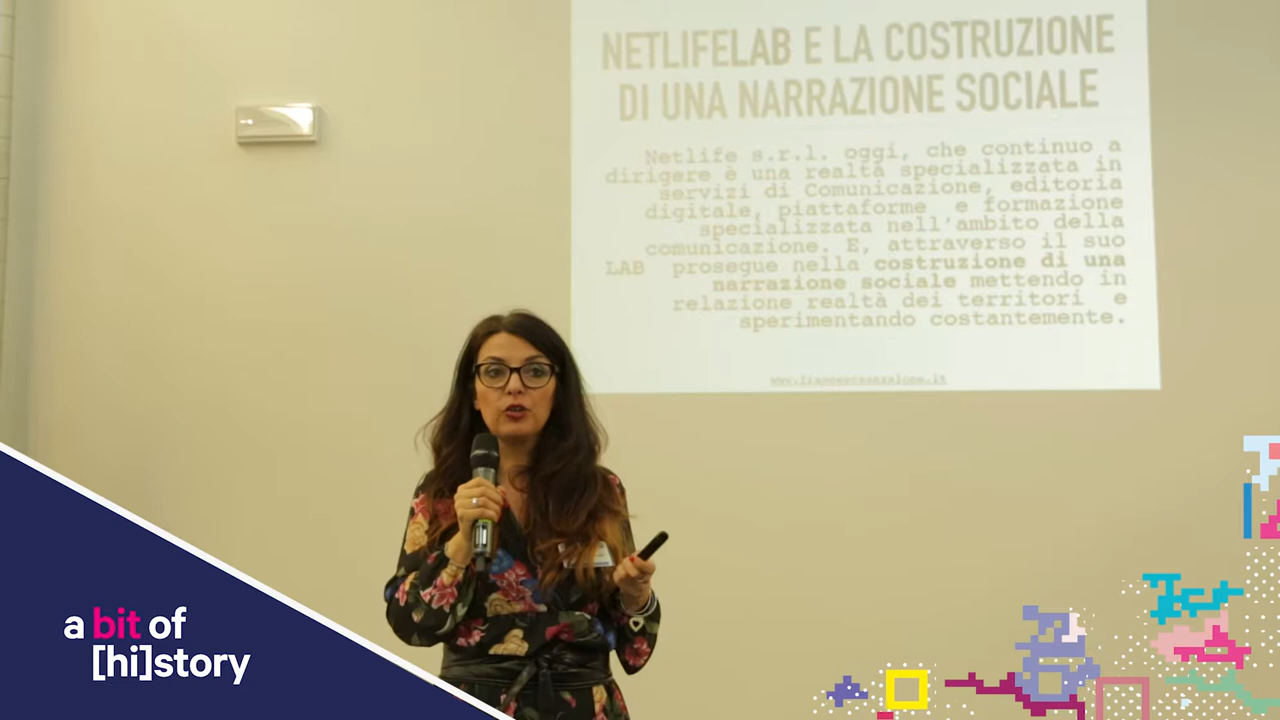 NETLIFELAB E LA COSTRUZIONE
DI UNA NARRAZIONE SOCIALE
Netlife s.r.l. oggi, che continuo a
dirigere è una realtà specializzata in
servizi di Comunicazione, editoria
digitale, piattaforme e formazione
specializzata nell'ambito della
comunicazione. E, attraverso il suo
LAB prosegue nella costruzione di una
narrazione sociale mettendo in
relazione realtà dei territori e
sperimentando costantemente.
a bit of
[hi]story